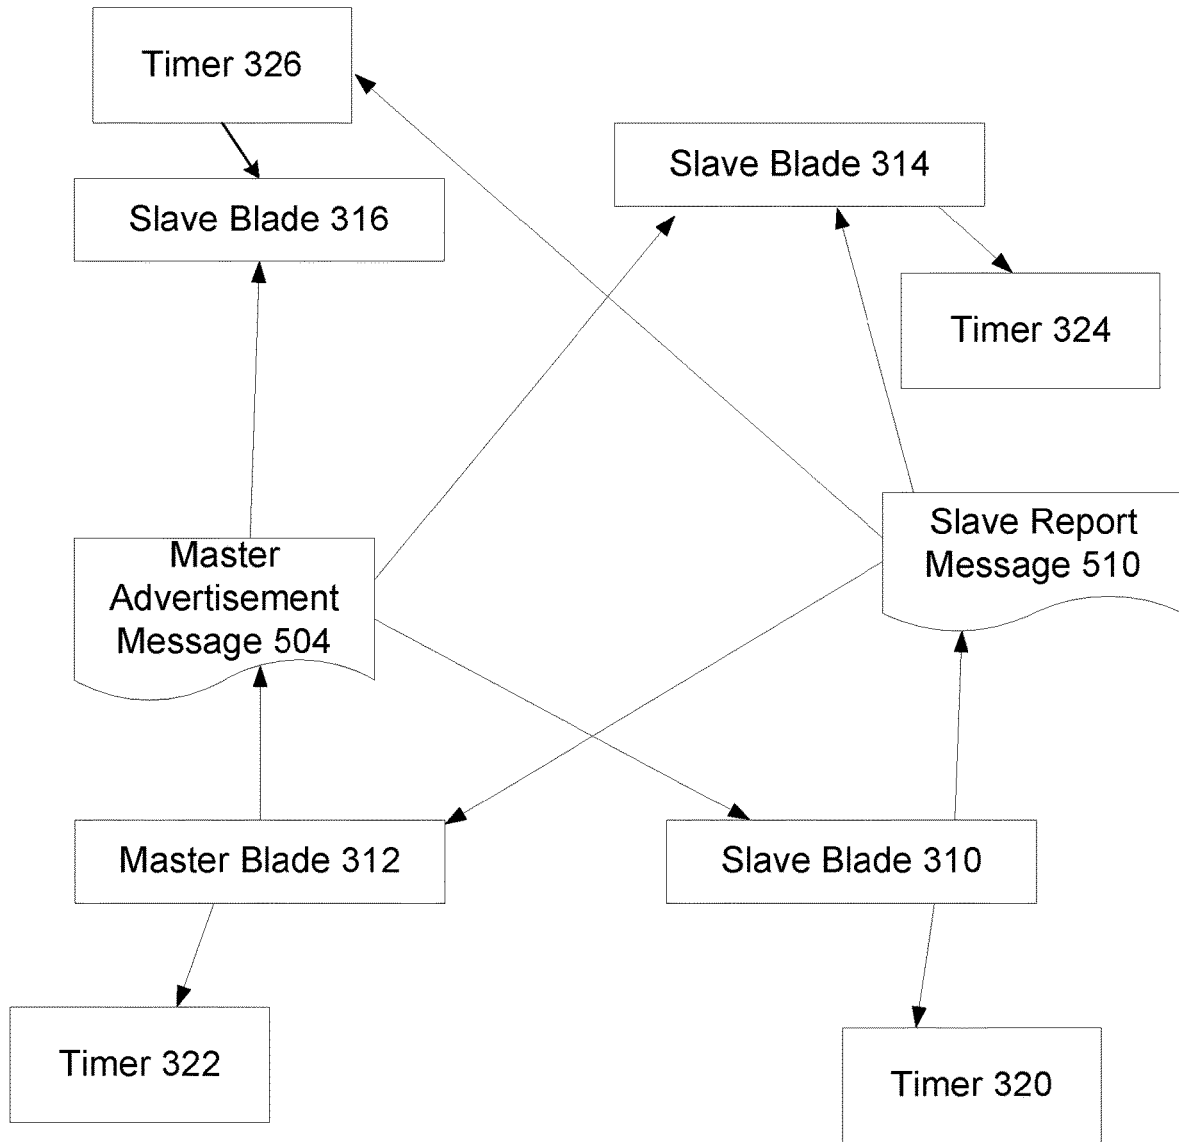 Timer 326
Slave Blade 314
Slave Blade 316
Timer 324
Slave Report
Message 510
Master
Advertisement
Message 504
Master Blade 312
Slave Blade 310
Timer 322
Timer 320